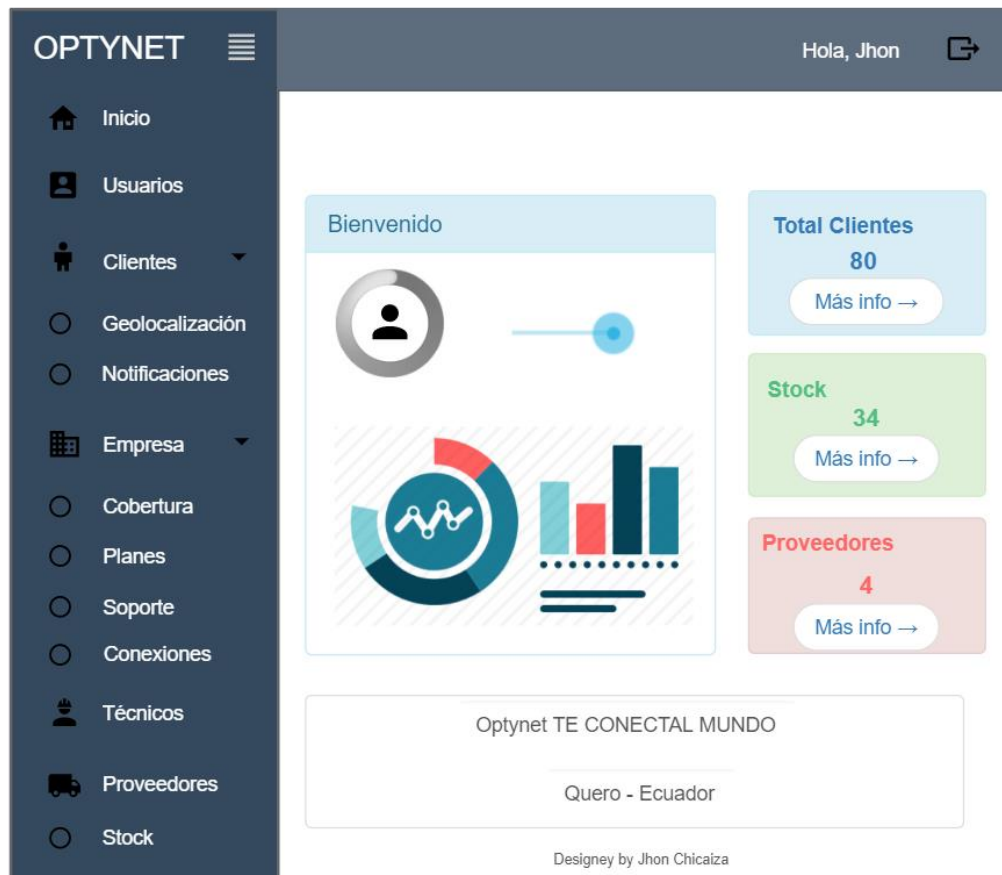 OPTYNET
Hola, Jhon
Inicio
Usuarios
Clientes
Geolocalización
Notificaciones
Empresa
Cobertura
Planes
Soporte
Conexiones
Técnicos
Proveedores
Stock
Bienvenido
Total Clientes
80
Más info →
Stock
34
Más info →
Proveedores
4
Más info →
Optynet TE CONECTAL MUNDO
Quero - Ecuador
Designey by Jhon Chicaiza